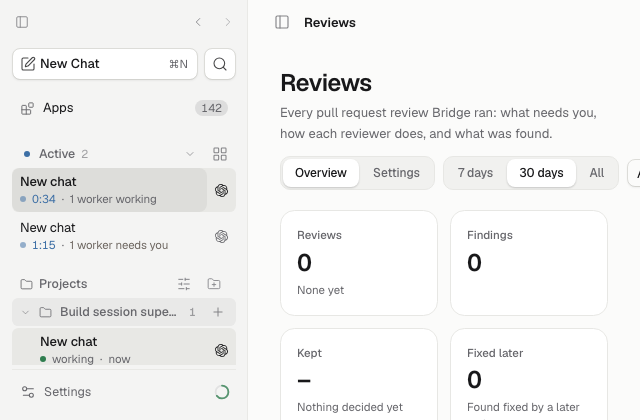 Reviews
New Chat
⌘N
Apps
142
Active 2
New chat
0:34 · 1 worker working
New chat
1:15 · 1 worker needs you
Projects
Build session supe...
1
New chat
working · now
Settings
Reviews
Every pull request review Bridge ran: what needs you,
how each reviewer does, and what was found.
Overview
Settings
7 days
30 days
All
Reviews
0
None yet
Findings
0
Kept
–
Nothing decided yet
Fixed later
0
Found fixed by a later